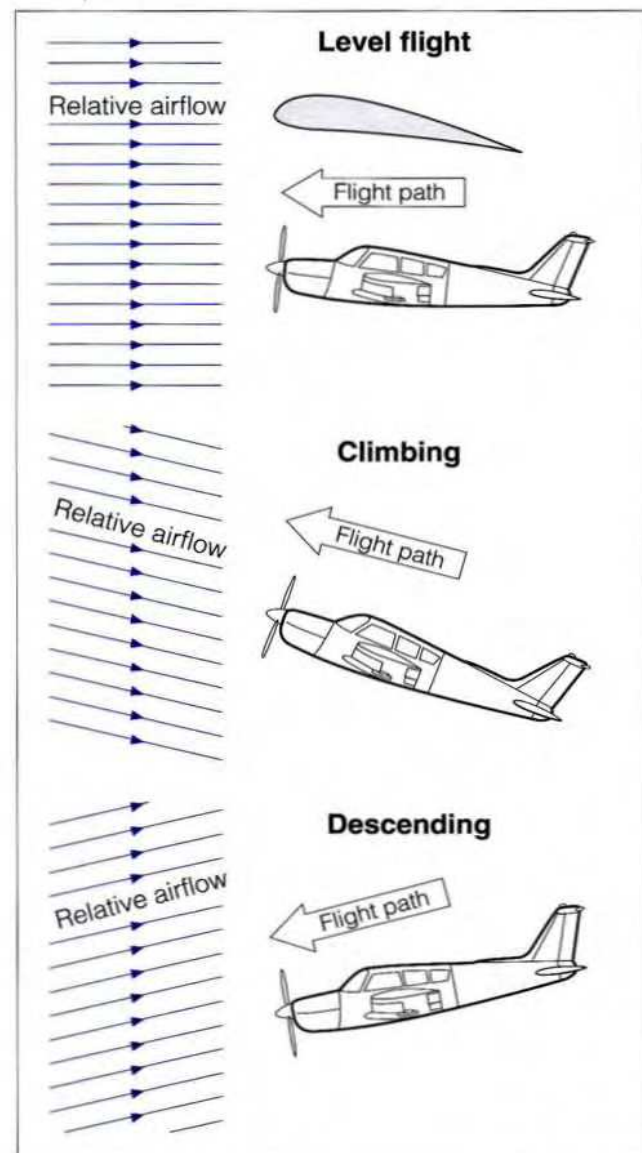 Level flight
Relative airflow
Flight path
Climbing
Relative airflow
Flight path
Descending
Relative airflow
Flight path